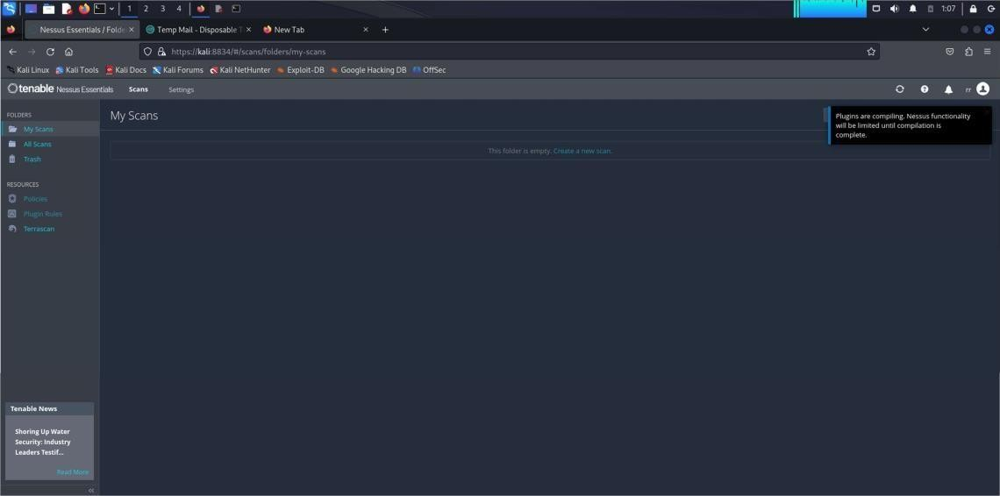 1 2 3 4 1:07
Nessus Essentials / Folde
Temp Mail - Disposable T
New Tab
https://kali:8834/#/scans/folders/my-scans
Kali Linux Kali Tools Kali Docs Kali Forums Kali NetHunter Exploit-DB Google Hacking DB OffSec
tenable Nessus Essentials Scans Settings rr
FOLDERS
My Scans
All Scans
Trash
RESOURCES
Policies
Plugin Rules
Terrascan
My Scans
Plugins are compiling. Nessus functionality
will be limited until compilation is
complete.
This folder is empty. Create a new scan.
Tenable News
Shoring Up Water
Security: Industry
Leaders Testif...
Read More